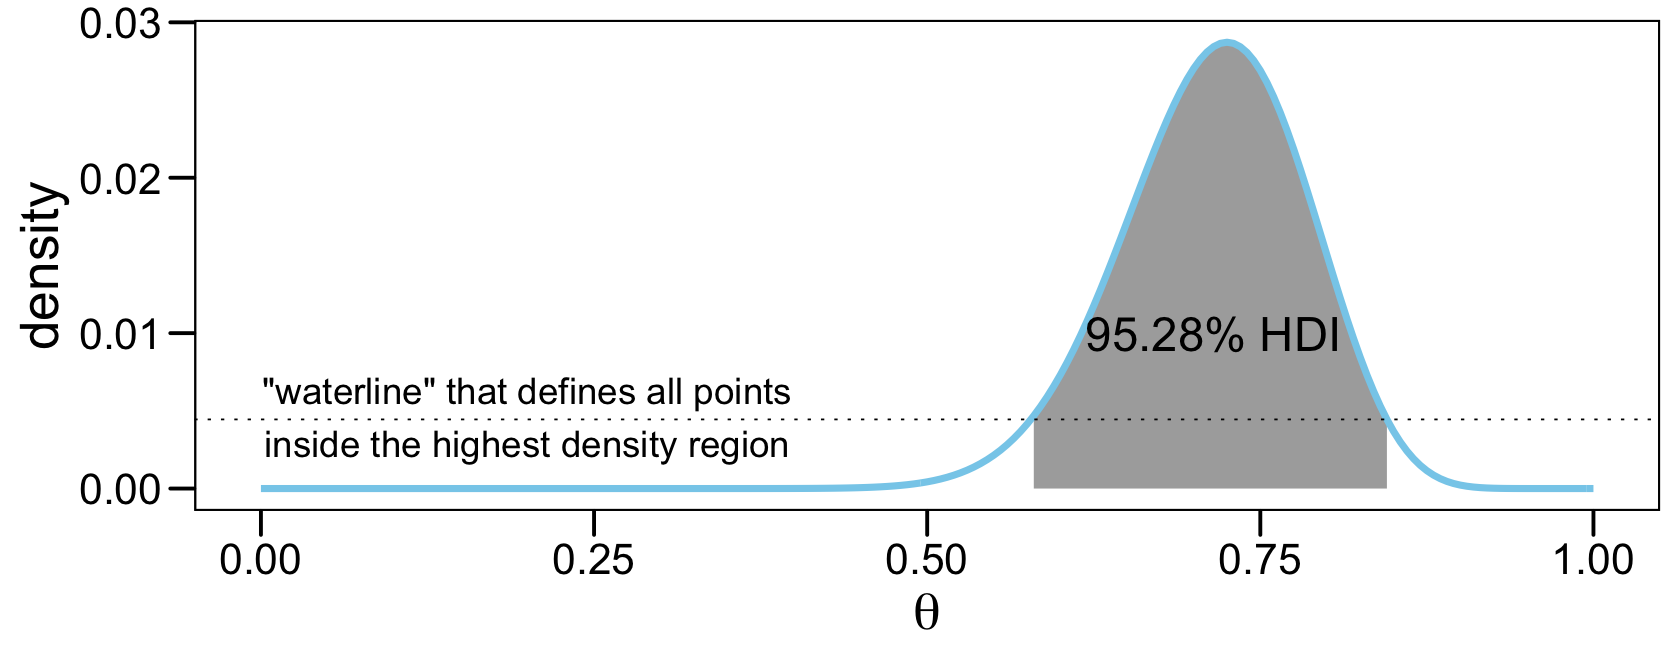 density
0.03
0.02
0.01
0.00
95.28% HDI
"waterline" that defines all points
inside the highest density region
0.00
0.25
0.50
0.75
1.00
θ